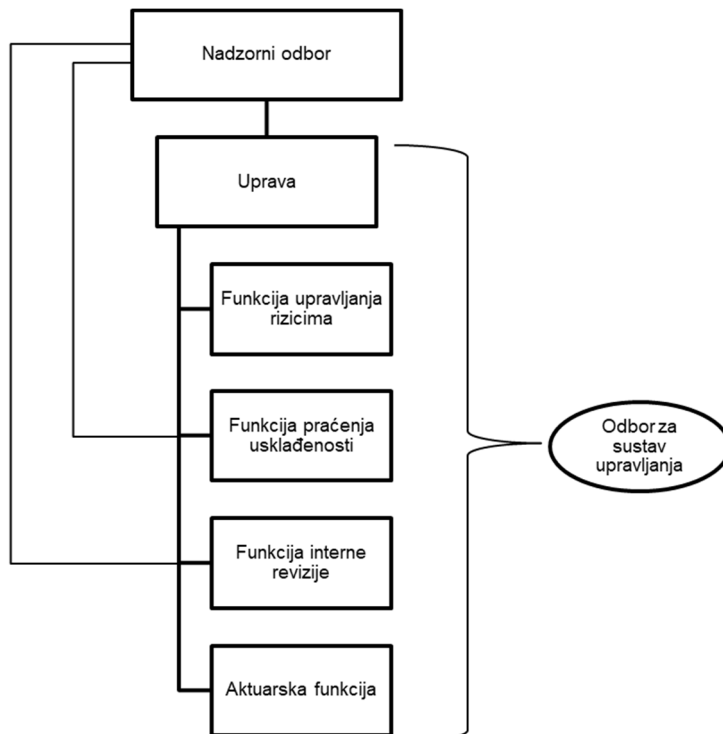 Nadzorni odbor
Uprava
Funkcija upravljanja
rizicima
Funkcija praćenja
usklađenosti
Odbor za
sustav
upravljanja
Funkcija interne
revizije
Aktuarska funkcija